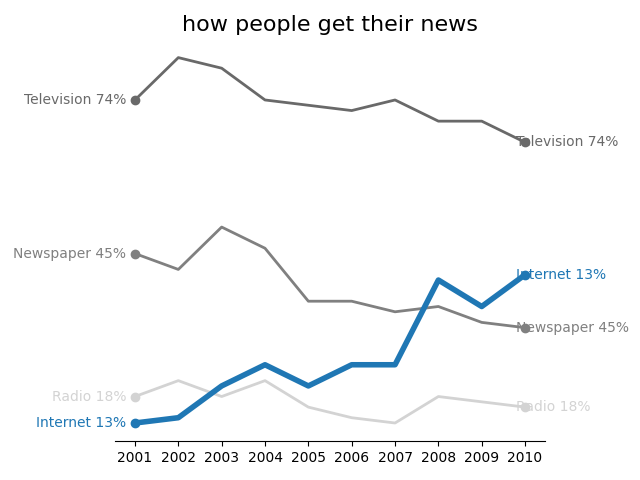 how people get their news
Television 74%
Television 74%
Newspaper 45%
Internet 13%
Newspaper 45%
Radio 18%
Radio 18%
Internet 13%
2001 2002 2003 2004 2005 2006 2007 2008 2009 2010